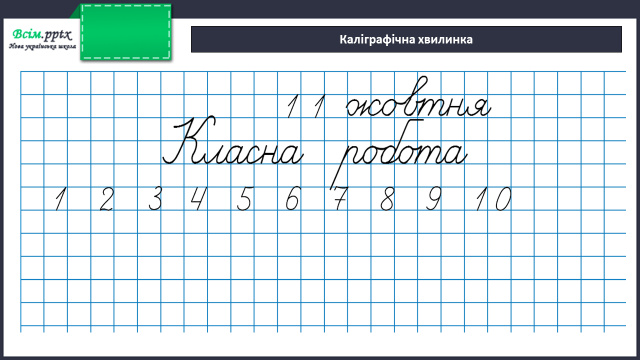 Всім.pptx
Нова українська школа
Каліграфічна хвилинка
11 жовтня
Класна робота
1 2 3 4 5 6 7 8 9 10